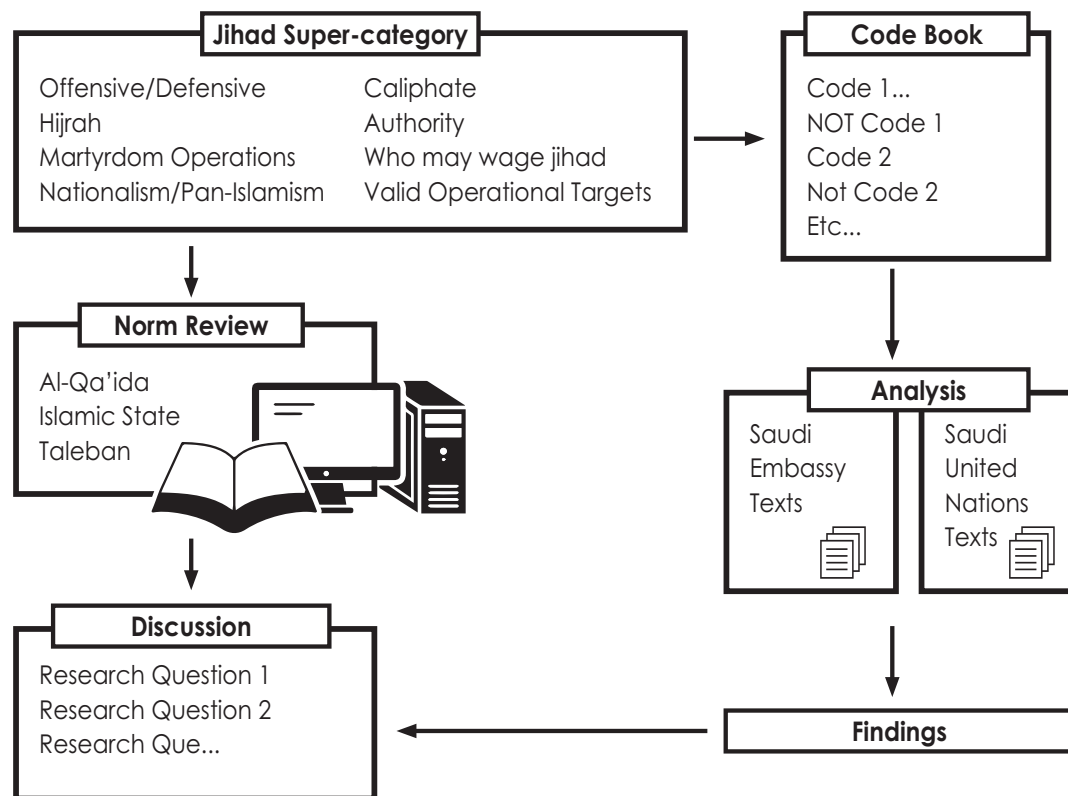 Jihad Super-category
Offensive/Defensive
Hijrah
Martyrdom Operations
Nationalism/Pan-Islamism
Caliphate
Authority
Who may wage jihad
Valid Operational Targets
Code Book
Code 1...
NOT Code 1
Code 2
Not Code 2
Etc...
Norm Review
Al-Qa’ida
Islamic State
Taleban
Analysis
Saudi
Embassy
Texts
Saudi
United
Nations
Texts
Discussion
Research Question 1
Research Question 2
Research Que...
Findings